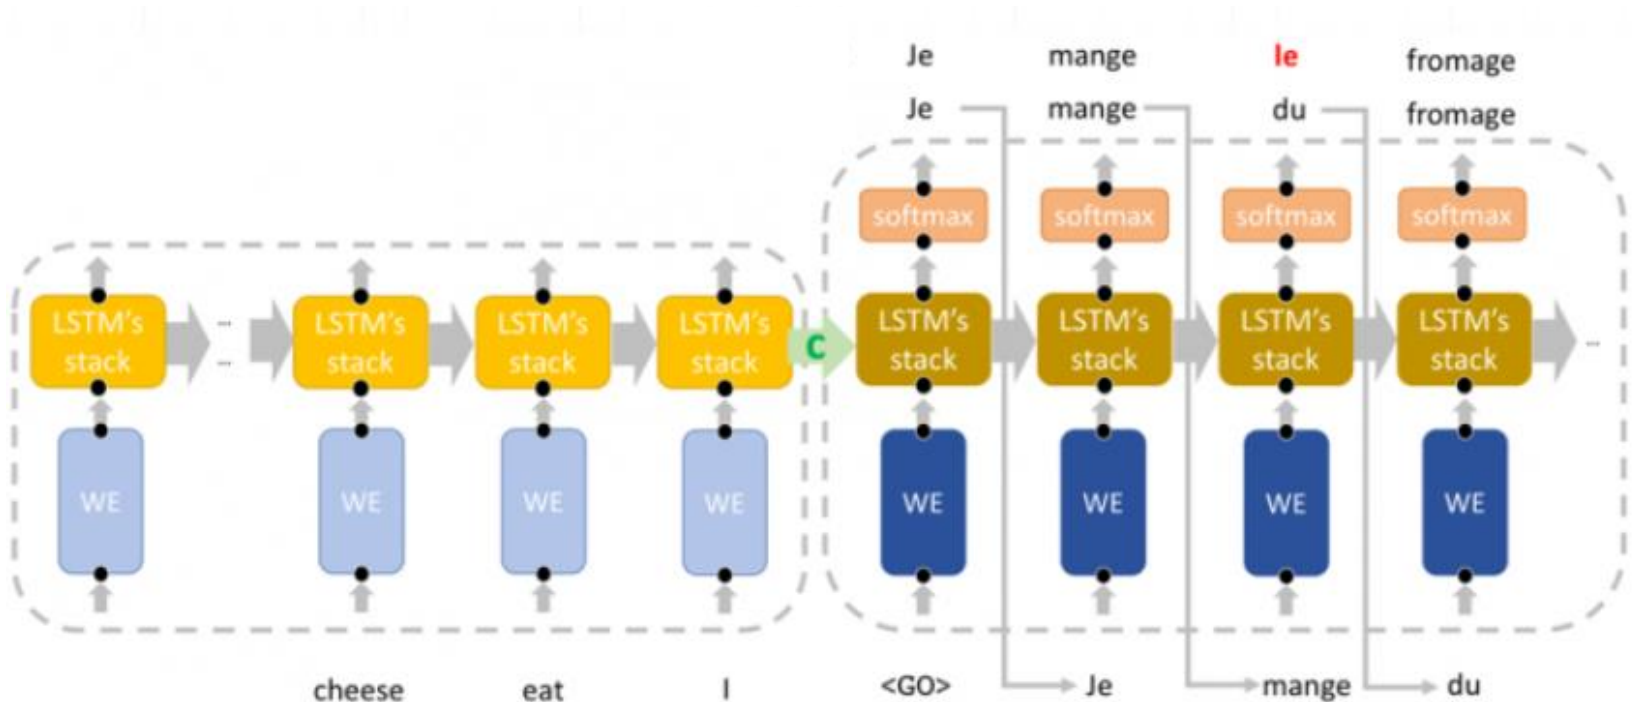 Je mange le fromage
Je mange du fromage
softmax softmax softmax softmax
LSTM's stack
...
...
LSTM's stack
LSTM's stack
LSTM's stack
C
LSTM's stack
LSTM's stack
LSTM's stack
LSTM's stack
...
WE WE WE WE WE WE WE WE
cheese eat I <GO> Je mange du